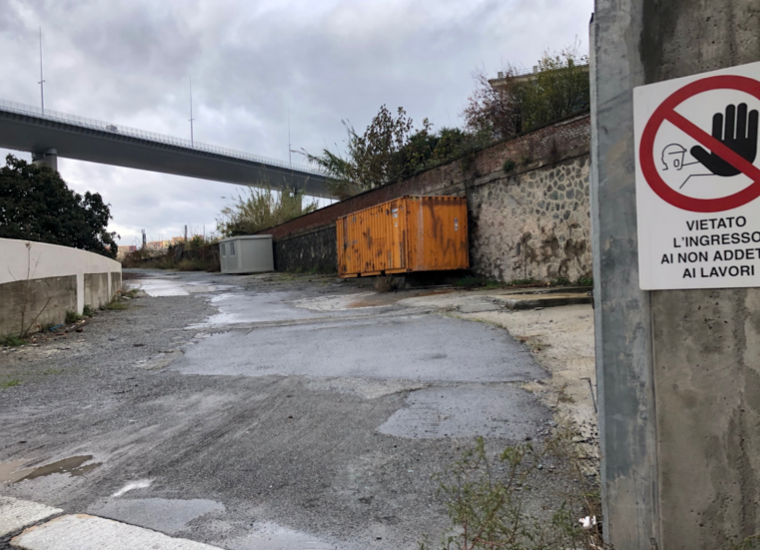 VIETATO
L'INGRESSO
AI NON ADDET
AI LAVORI